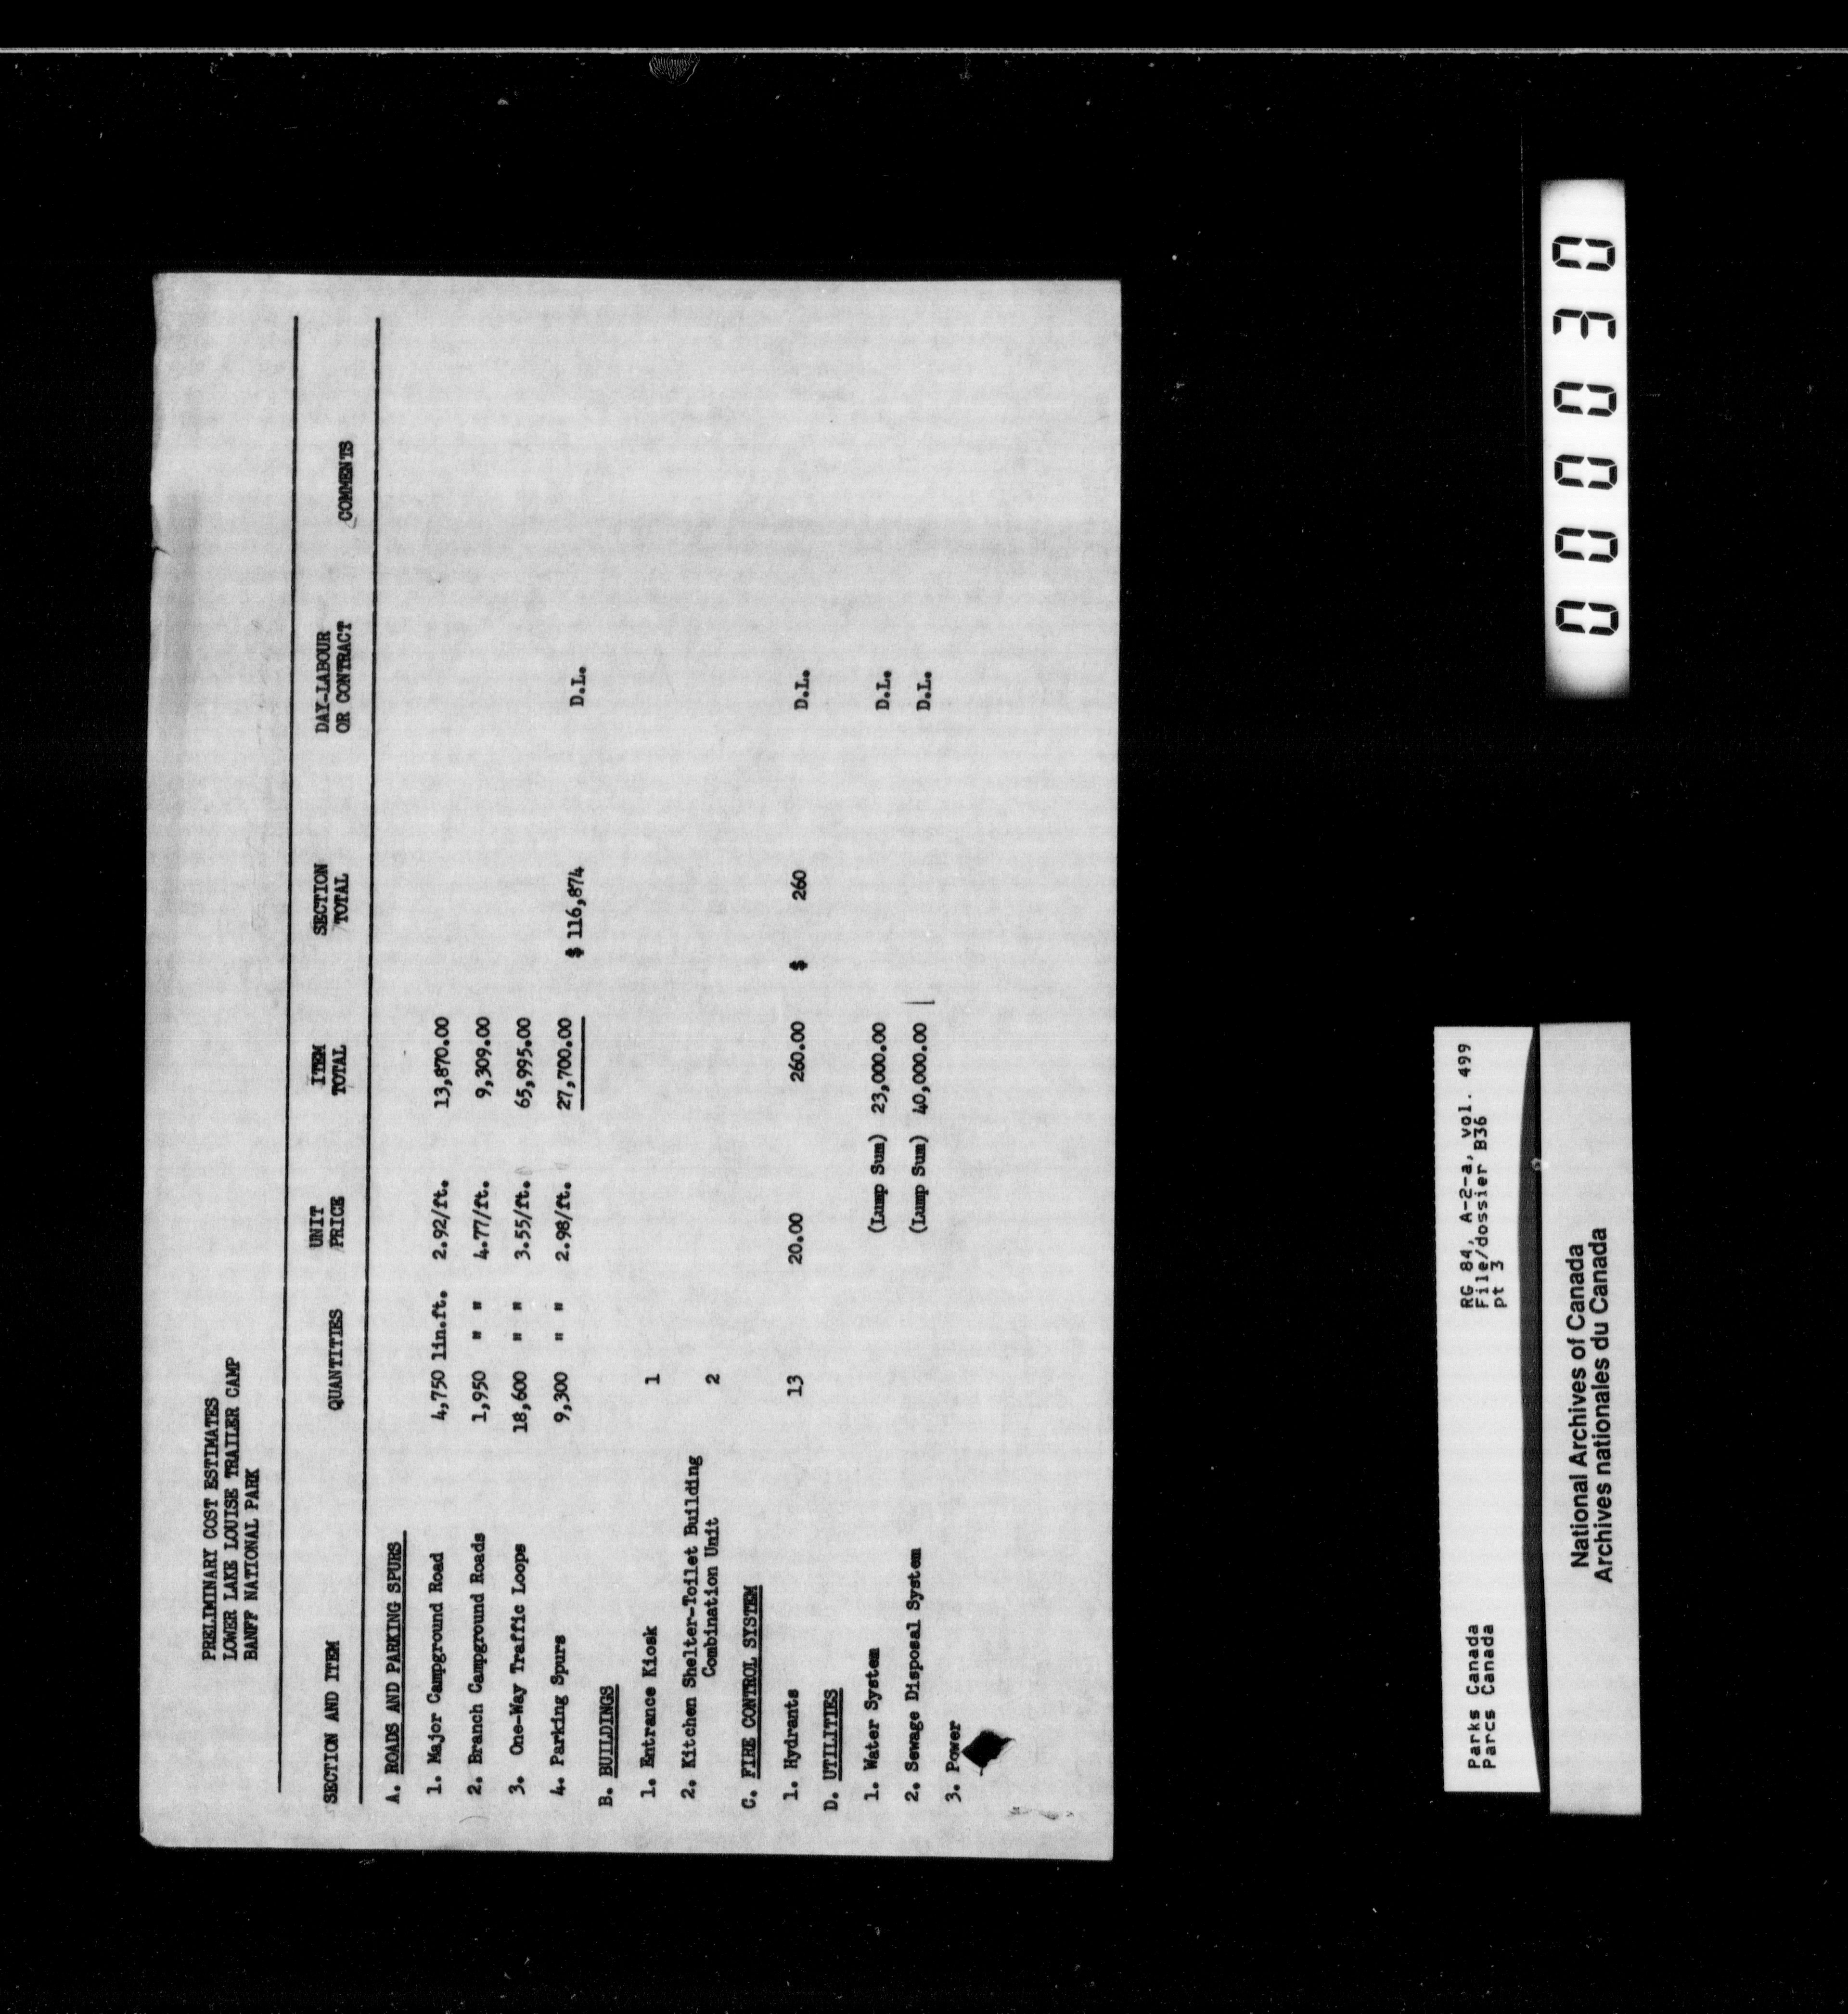 PRELIMINARY COST ESTIMATES
LOWER LAKE LOUISE TRAILER CAMP
BANFF NATIONAL PARK
SECTION AND ITEM QUANTITIES UNIT PRICE ITEM TOTAL SECTION TOTAL DAY-LABOUR OR CONTRACT COMMENTS
A. ROADS AND PARKING SPURS
1. Major Campground Road 4,750 lin.ft. 2.92/ft. 13,870.00
2. Branch Campground Roads 1,950 " " 4.77/ft. 9,309.00
3. One-Way Traffic Loops 18,600 " " 3.55/ft. 65,995.00
4. Parking Spurs 9,300 " " 2.98/ft. 27,700.00 $ 116,874 D.L.
B. BUILDINGS
1. Entrance Kiosk 1
2. Kitchen Shelter-Toilet Building
Combination Unit 2
C. FIRE CONTROL SYSTEM
1. Hydrants 13 20.00 260.00 $ 260 D.L.
D. UTILITIES
1. Water System (Lump Sum) 23,000.00 D.L.
2. Sewage Disposal System (Lump Sum) 40,000.00 D.L.
3. Power
Parks Canada RG 84, A-2-a, vol. 499
Parcs Canada File/dossier B36
pt 3
National Archives of Canada
Archives nationales du Canada
000030